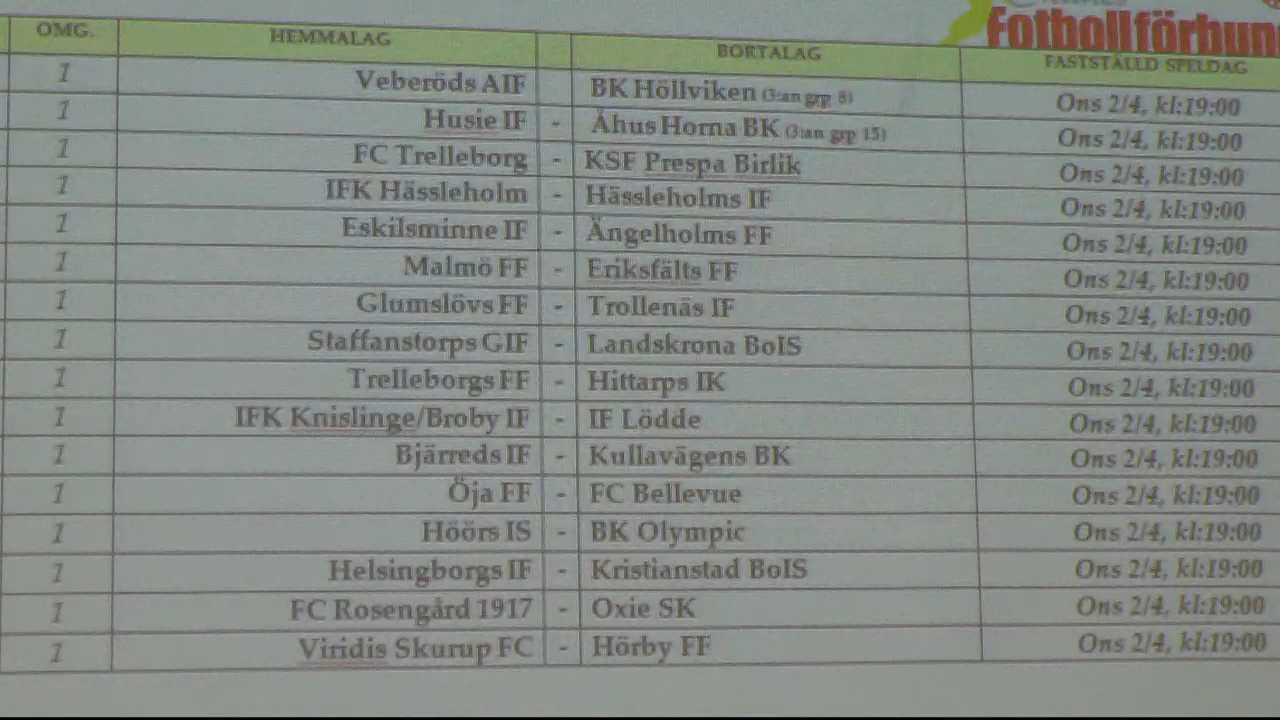 Fotbollförbun
OMG. HEMMALAG BORTALAG FASTSTÄLLD SPELDAG
1 Veberöds AIF BK Höllviken (3:an grp 8) Ons 2/4, kl:19:00
1 Husie IF - Åhus Horna BK (3:an grp 15) Ons 2/4, kl:19:00
1 FC Trelleborg - KSF Prespa Birlik Ons 2/4, kl:19:00
1 IFK Hässleholm - Hässleholms IF Ons 2/4, kl:19:00
1 Eskilsminne IF - Ängelholms FF Ons 2/4, kl:19:00
1 Malmö FF - Eriksfälts FF Ons 2/4, kl:19:00
1 Glumslövs FF - Trollenäs IF Ons 2/4, kl:19:00
1 Staffanstorps GIF - Landskrona BoIS Ons 2/4, kl:19:00
1 Trelleborgs FF - Hittarps IK Ons 2/4, kl:19:00
1 IFK Knislinge/Broby IF - IF Lödde Ons 2/4, kl:19:00
1 Bjärreds IF - Kullavägens BK Ons 2/4, kl:19:00
1 Öja FF - FC Bellevue Ons 2/4, kl:19:00
1 Höörs IS - BK Olympic Ons 2/4, kl:19:00
1 Helsingborgs IF - Kristianstad BoIS Ons 2/4, kl:19:00
1 FC Rosengård 1917 - Oxie SK Ons 2/4, kl:19:00
1 Viridis Skurup FC - Hörby FF Ons 2/4, kl:19:00